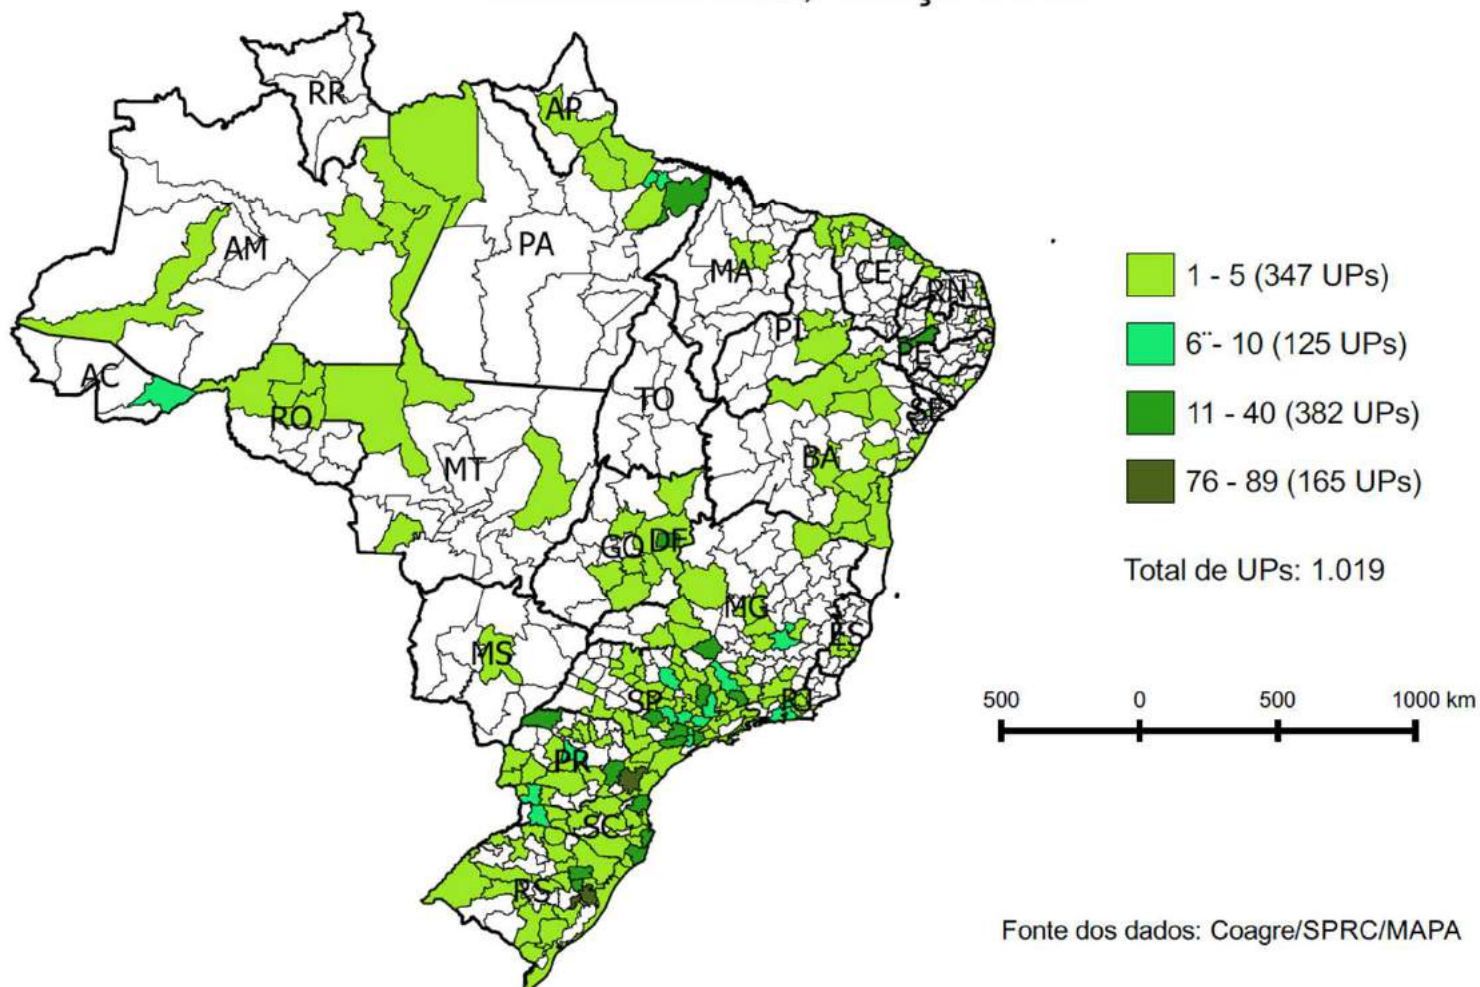 RR
AP
AM
PA
MA
CE
RN
PI
PE
AC
TO
SE
RO
BA
MT
GO
DF
MG
ES
MS
SP
RJ
PR
SC
RS
1 - 5 (347 UPs)
6¨- 10 (125 UPs)
11 - 40 (382 UPs)
76 - 89 (165 UPs)
Total de UPs: 1.019
500 0 500 1000 km
Fonte dos dados: Coagre/SPRC/MAPA